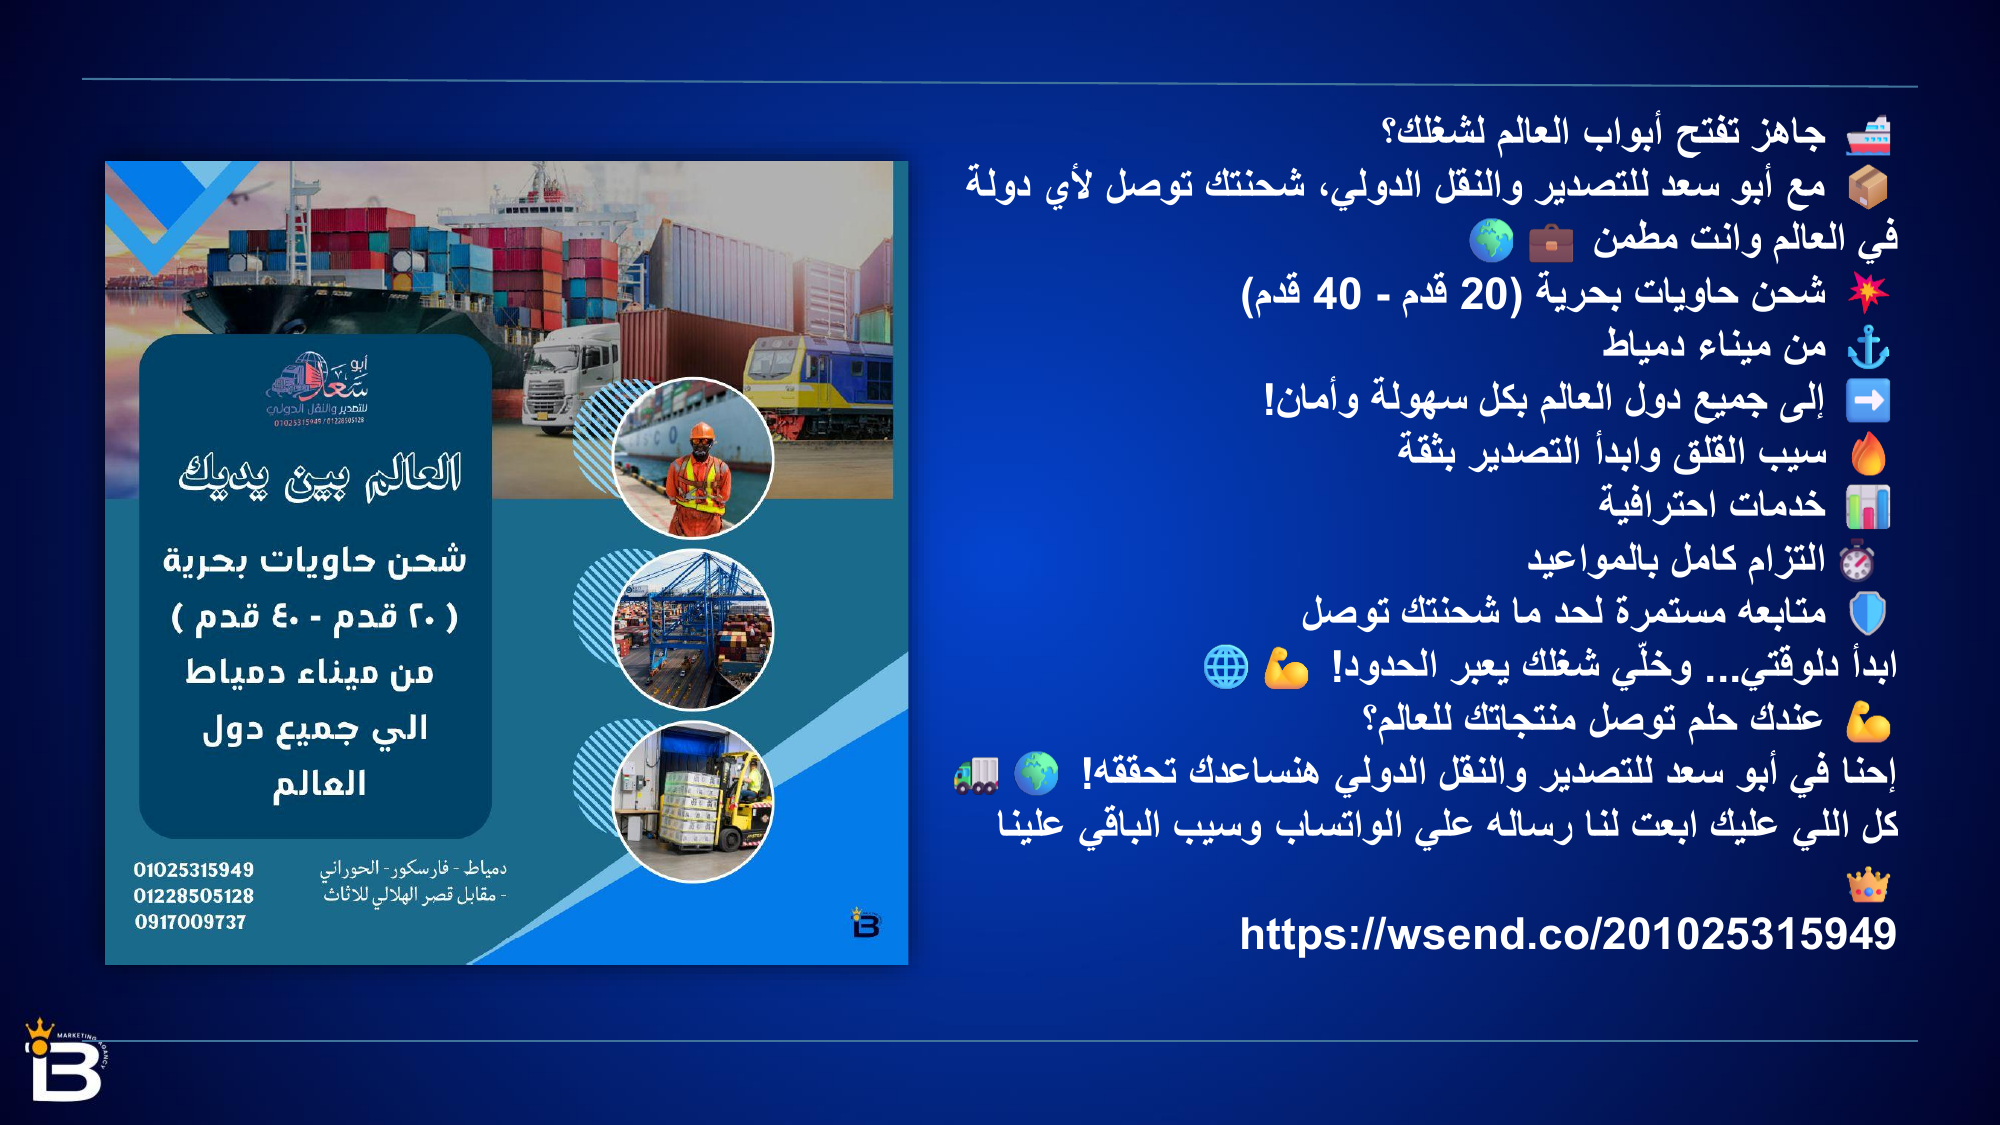 🚢 جاهز تفتح أبواب العالم لشغلك؟
📦 مع أبو سعد للتصدير والنقل الدولي، شحنتك توصل لأي دولة
في العالم وانت مطمن 💼 🌍
💥 شحن حاويات بحرية (20 قدم - 40 قدم)
⚓ من ميناء دمياط
➡️ إلى جميع دول العالم بكل سهولة وأمان!
🔥 سيب القلق وابدأ التصدير بثقة
📊 خدمات احترافية
⏱ التزام كامل بالمواعيد
🛡 متابعه مستمرة لحد ما شحنتك توصل
ابدأ دلوقتي... وخلّي شغلك يعبر الحدود! 💪 🌐
💪 عندك حلم توصل منتجاتك للعالم؟
إحنا في أبو سعد للتصدير والنقل الدولي هنساعدك تحققه! 🌍 🚛
كل اللي عليك ابعت لنا رساله علي الواتساب وسيب الباقي علينا
👑
https://wsend.co/201025315949
أبو
سعد
للتصدير والنقل الدولي
01025315949 / 01228505128
العالم بين يديك
شحن حاويات بحرية
( ٢٠ قدم - ٤٠ قدم )
من ميناء دمياط
الي جميع دول
العالم
دمياط - فارسكور - الحوراني
- مقابل قصر الهلالي للاثاث
01025315949
01228505128
0917009737
B
MARKETING AGANCY
B